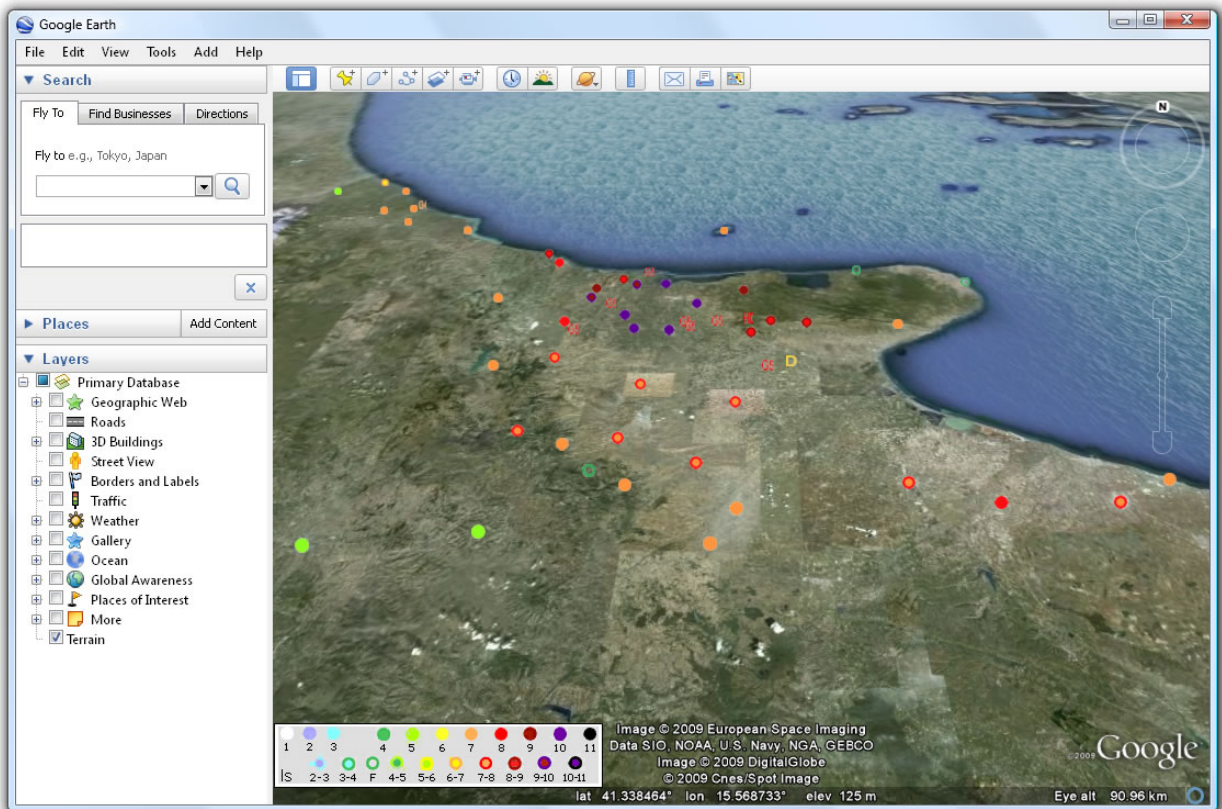 Google Earth
File Edit View Tools Add Help
Search
Fly To Find Businesses Directions
Fly to e.g., Tokyo, Japan
N
Places Add Content
Layers
Primary Database
Geographic Web
Roads
3D Buildings
Street View
Borders and Labels
Traffic
Weather
Gallery
Ocean
Global Awareness
Places of Interest
More
Terrain
D
D
1 2 3 4 5 6 7 8 9 10 11
IS 2-3 3-4 F 4-5 5-6 6-7 7-8 8-9 9-10 10-11
Image © 2009 European Space Imaging
Data SIO, NOAA, U.S. Navy, NGA, GEBCO
Image © 2009 DigitalGlobe
© 2009 Cnes/Spot Image
©2009 Google
lat 41.338464° lon 15.568733° elev 125 m Eye alt 90.96 km